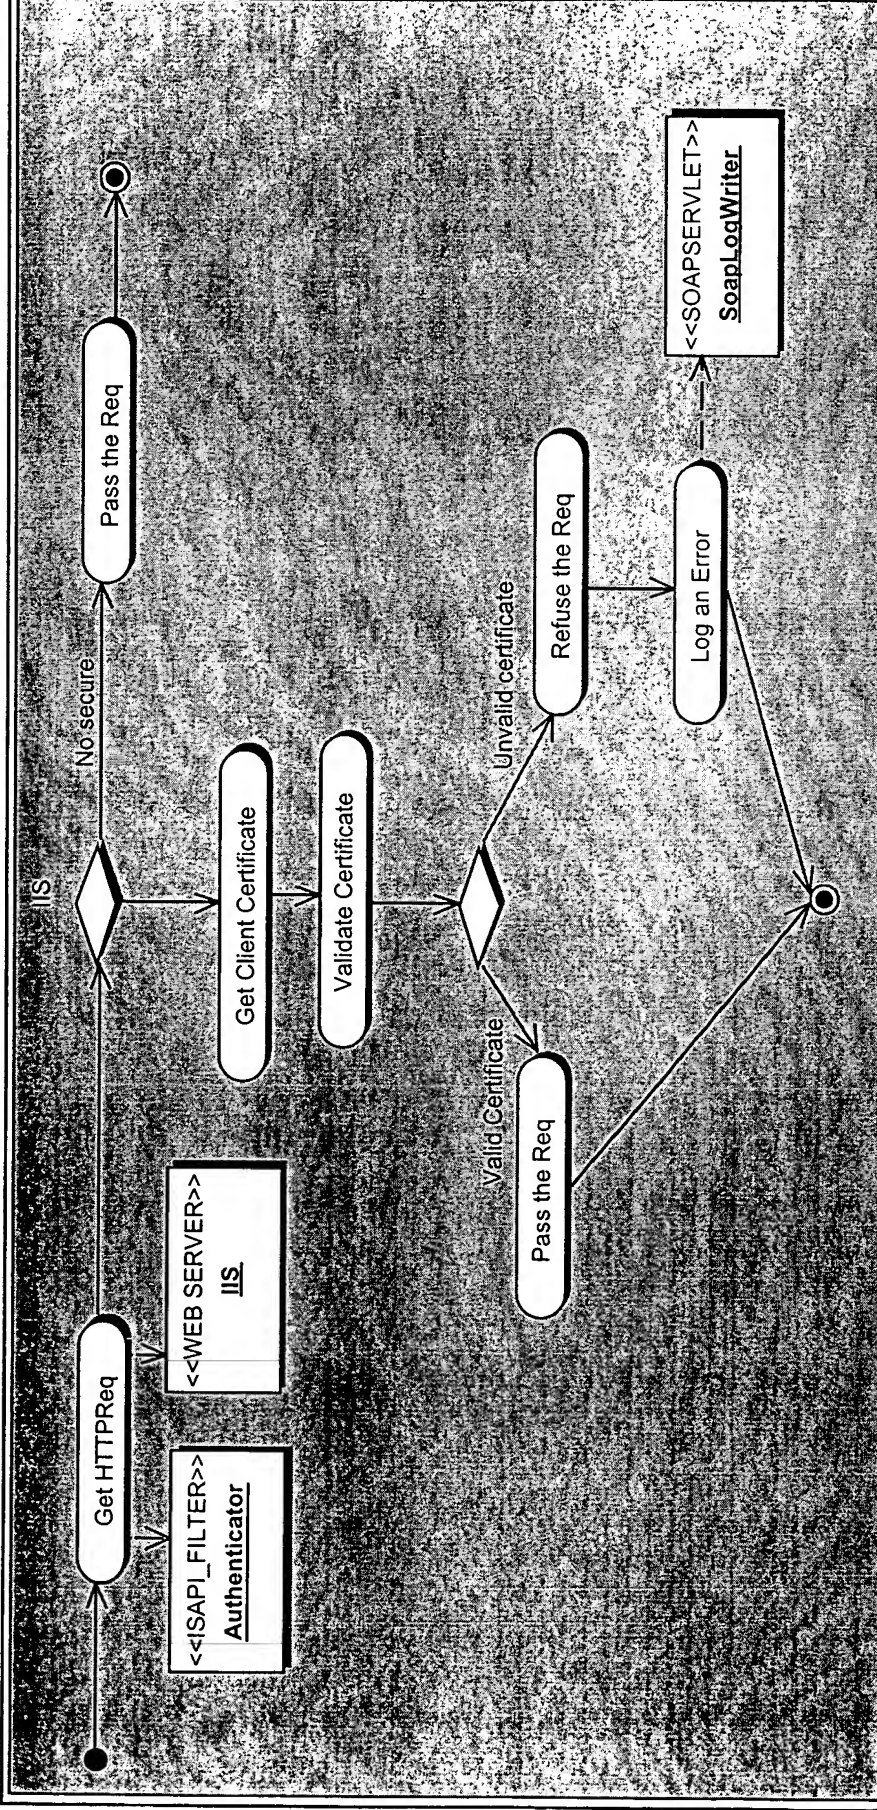 IIS
Get HTTPReq
No secure
Pass the Req
<<ISAPI_FILTER>>
Authenticator
<<WEB SERVER>>
IIS
Get Client Certificate
Validate Certificate
Valid Certificate
Unvalid certificate
Pass the Req
Refuse the Req
Log an Error
<<SOAPSERVLET>>
SoapLogWriter